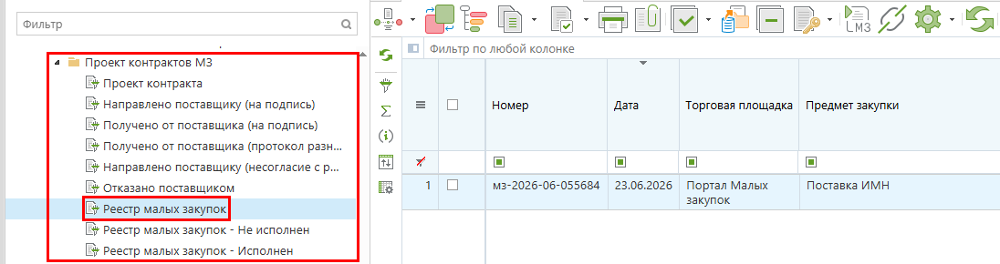 Фильтр
Проект контрактов МЗ
Проект контракта
Направлено поставщику (на подпись)
Получено от поставщика (на подпись)
Получено от поставщика (протокол разн...
Направлено поставщику (несогласие с р...
Отказано поставщиком
Реестр малых закупок
Реестр малых закупок - Не исполнен
Реестр малых закупок - Исполнен
МЗ
Фильтр по любой колонке
Номер
Дата
Торговая площадка
Предмет закупки
1
мз-2026-06-055684
23.06.2026
Портал Малых
закупок
Поставка ИМН